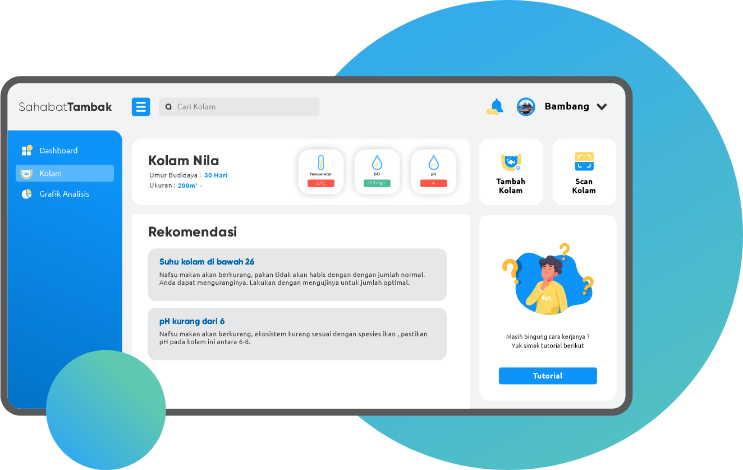 SahabatTambak
Cari Kolam
Bambang
Dashboard
Kolam
Grafik Analisis
Kolam Nila
Umur Budidaya : 30 Hari
Ukuran : 200m²
Temperatur
DO
pH
Tambah
Kolam
Scan
Kolam
Rekomendasi
Suhu kolam di bawah 26
Nafsu makan akan berkurang, pakan tidak akan habis dengan dengan jumlah normal.
Anda dapat menguranginya. Lakukan dengan mengujinya untuk jumlah optimal.
pH kurang dari 6
Nafsu makan akan berkurang, ekosistem kurang sesuai dengan spesies ikan , pastikan
pH pada kolam ini antara 6-8.
Masih bingung cara kerjanya ?
Yuk simak tutorial berikut
Tutorial